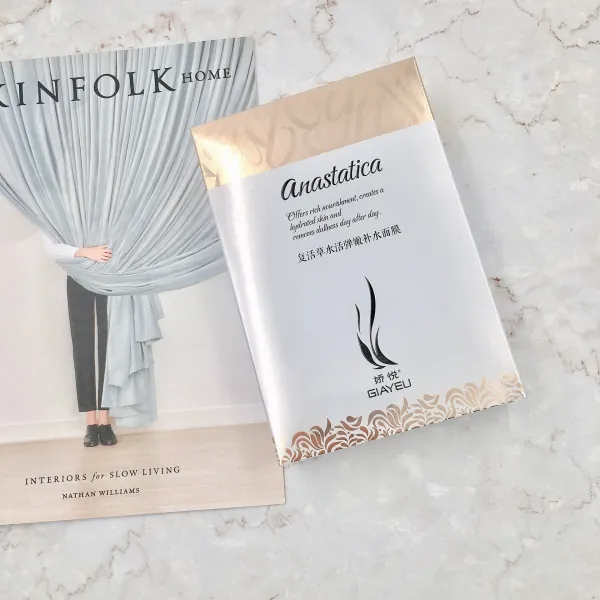 KINFOLK HOME
INTERIORS for SLOW LIVING
NATHAN WILLIAMS
Anastatica
Offers rich nourishment, creates a
hydrated skin and
removes dullness day after day.
复活草水活弹嫩补水面膜
娇悦®
GIAYEU